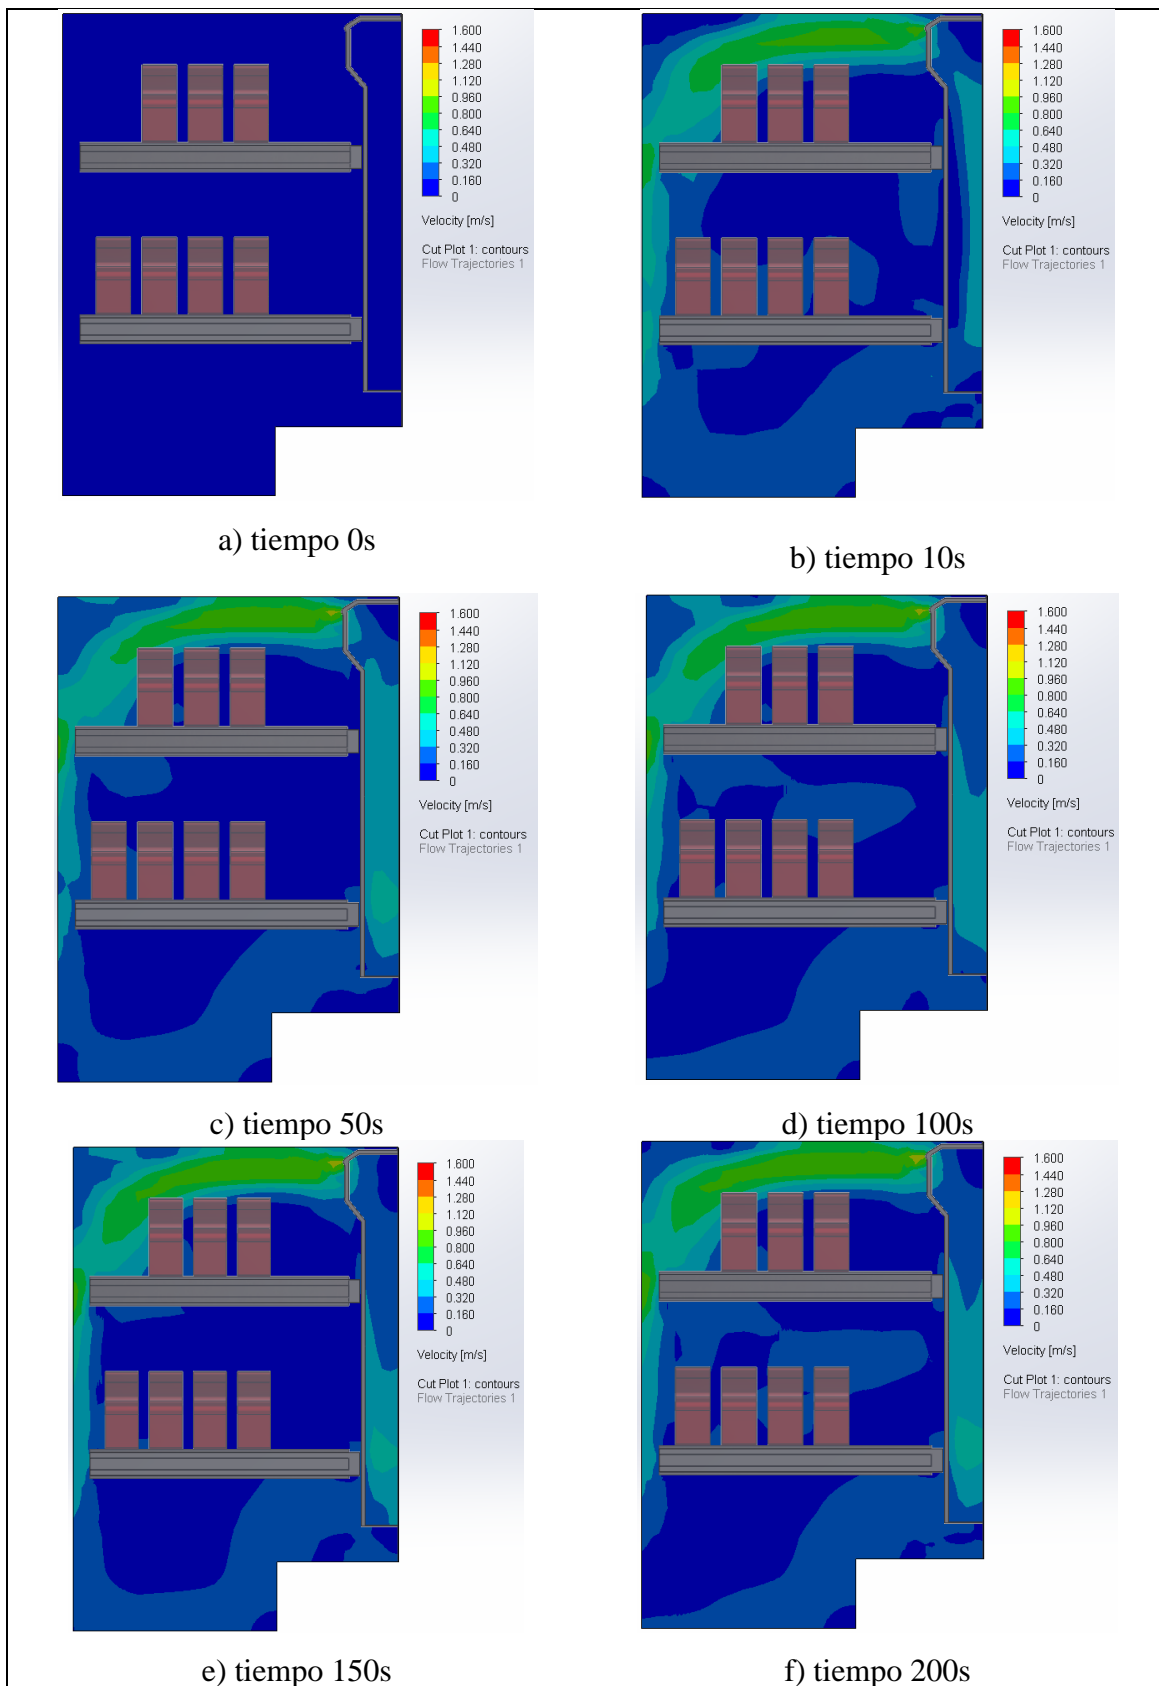 1.600
1.440
1.280
1.120
0.960
0.800
0.640
0.480
0.320
0.160
0
Velocity [m/s]
Cut Plot 1: contours
Flow Trajectories 1
a) tiempo 0s
1.600
1.440
1.280
1.120
0.960
0.800
0.640
0.480
0.320
0.160
0
Velocity [m/s]
Cut Plot 1: contours
Flow Trajectories 1
b) tiempo 10s
1.600
1.440
1.280
1.120
0.960
0.800
0.640
0.480
0.320
0.160
0
Velocity [m/s]
Cut Plot 1: contours
Flow Trajectories 1
c) tiempo 50s
1.600
1.440
1.280
1.120
0.960
0.800
0.640
0.480
0.320
0.160
0
Velocity [m/s]
Cut Plot 1: contours
Flow Trajectories 1
d) tiempo 100s
1.600
1.440
1.280
1.120
0.960
0.800
0.640
0.480
0.320
0.160
0
Velocity [m/s]
Cut Plot 1: contours
Flow Trajectories 1
e) tiempo 150s
1.600
1.440
1.280
1.120
0.960
0.800
0.640
0.480
0.320
0.160
0
Velocity [m/s]
Cut Plot 1: contours
Flow Trajectories 1
f) tiempo 200s